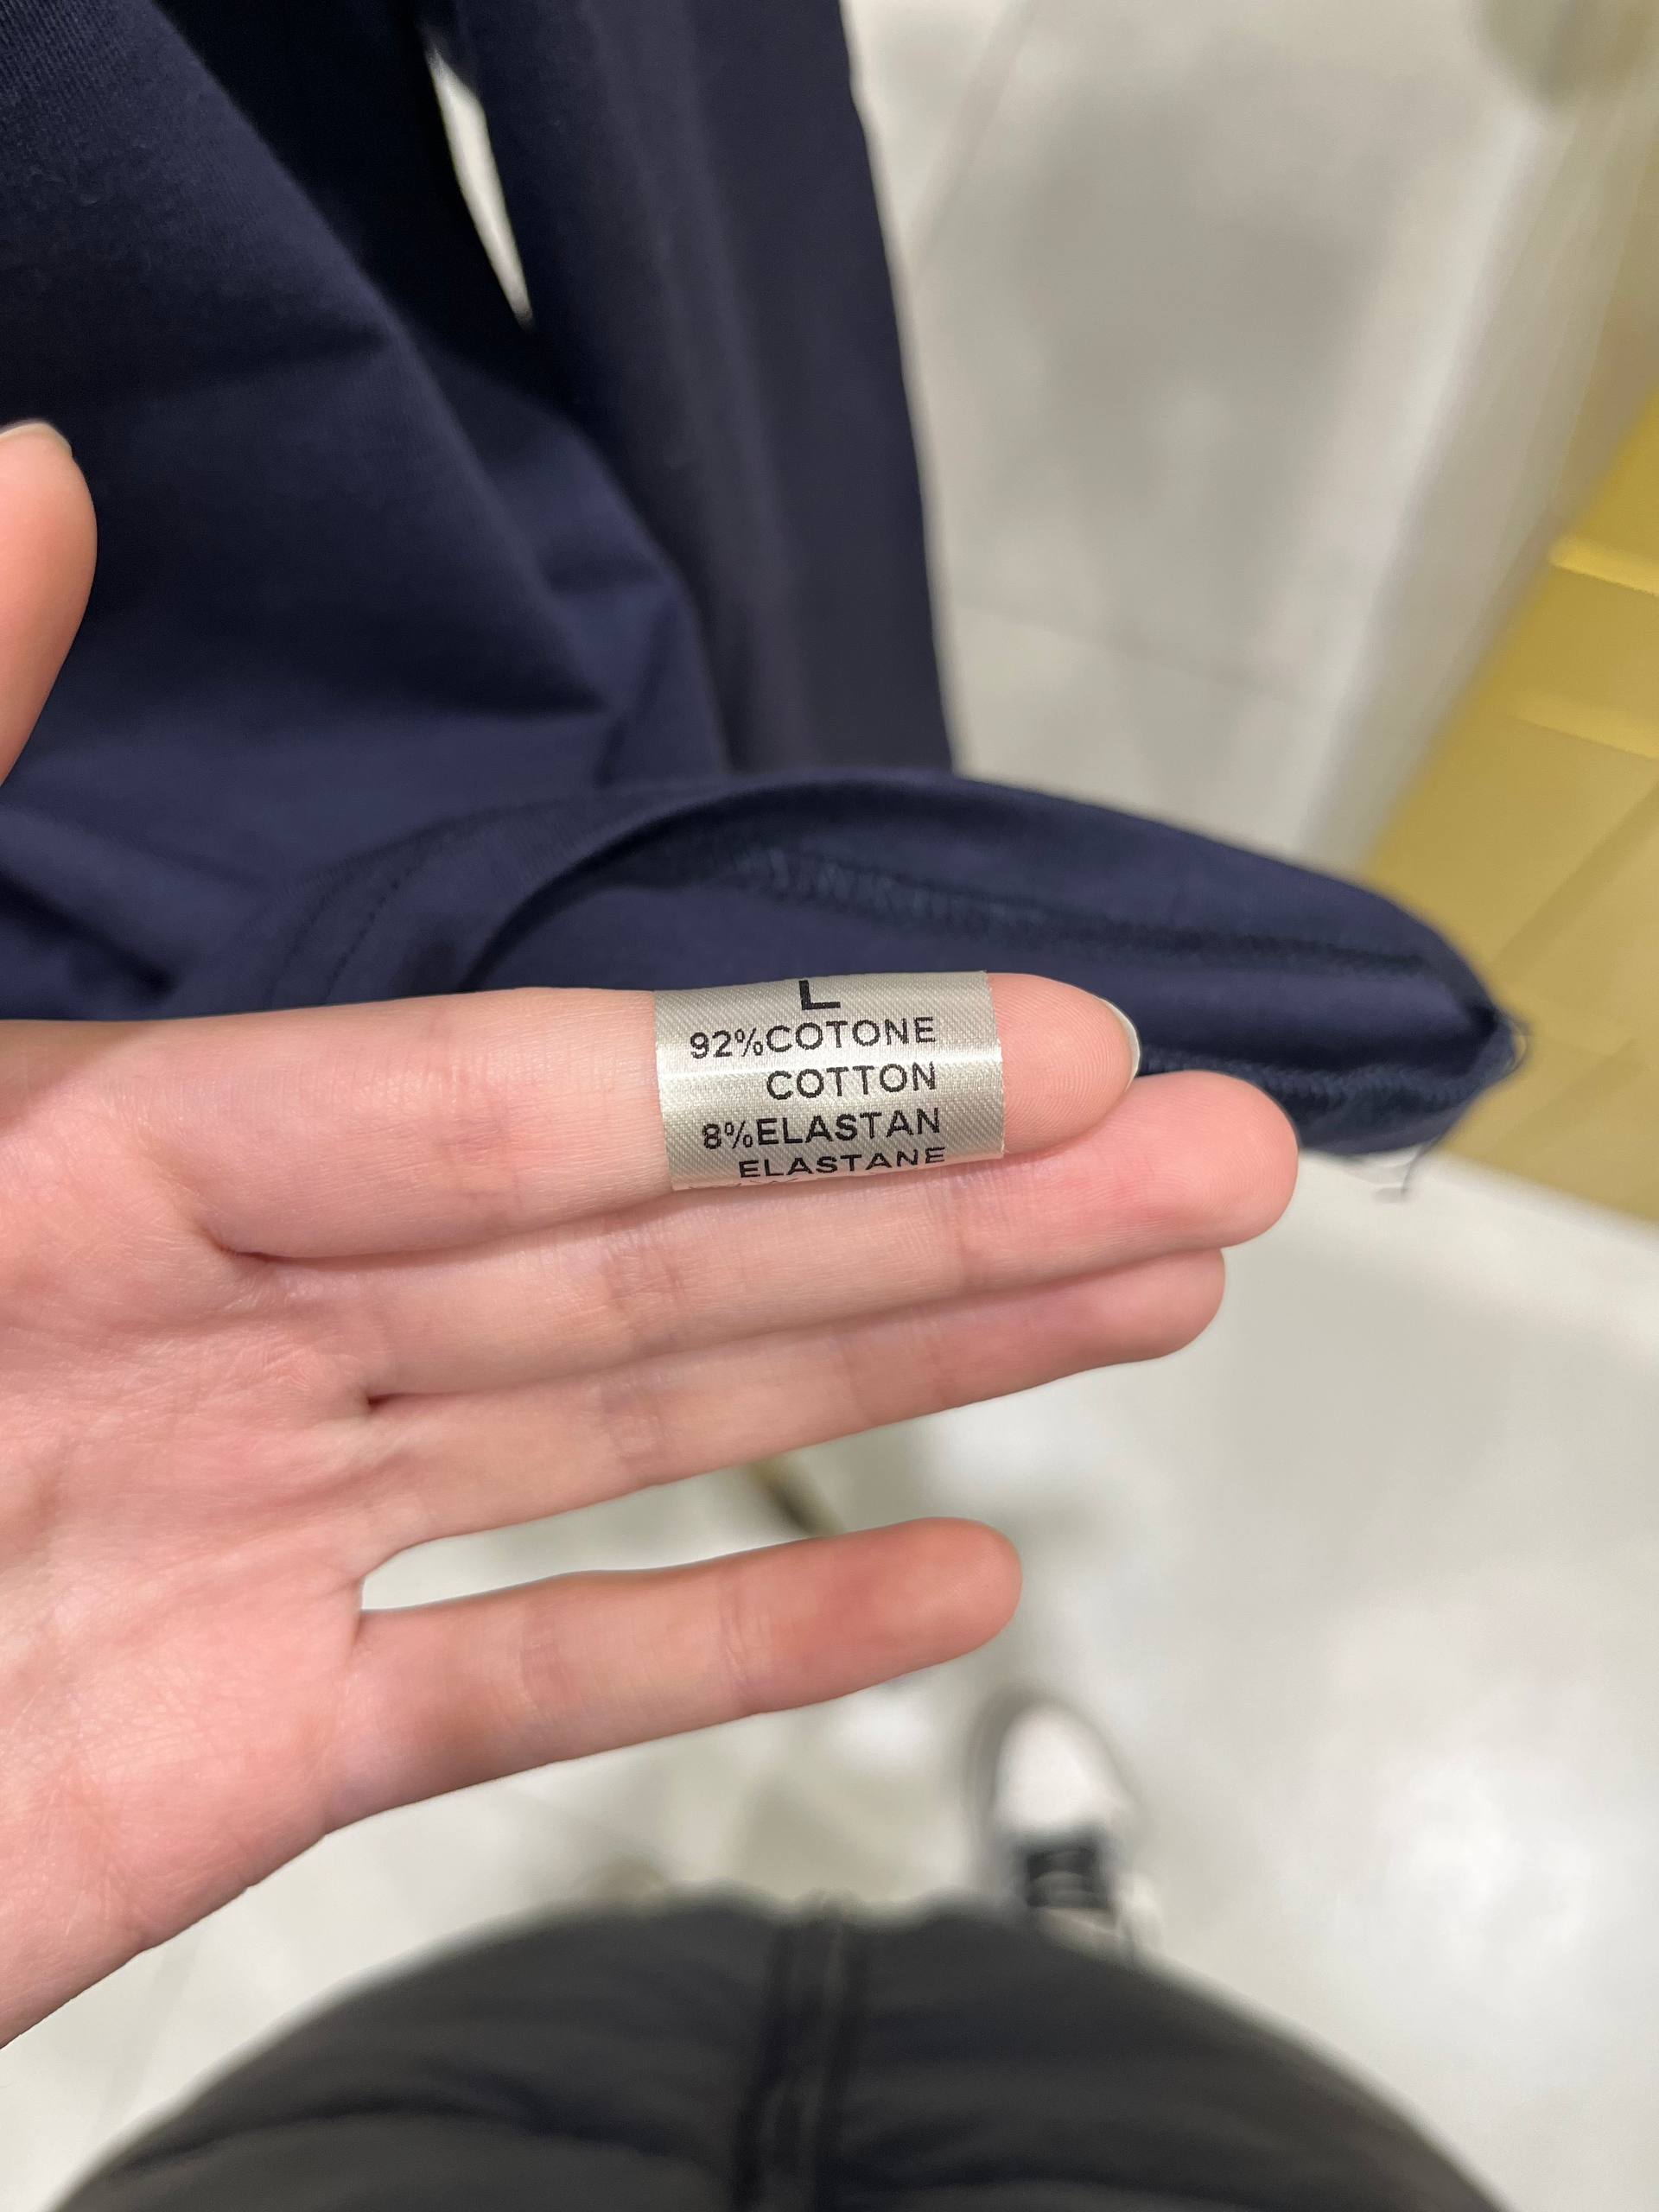 L
92%COTONE
COTTON
8%ELASTAN
ELASTANE